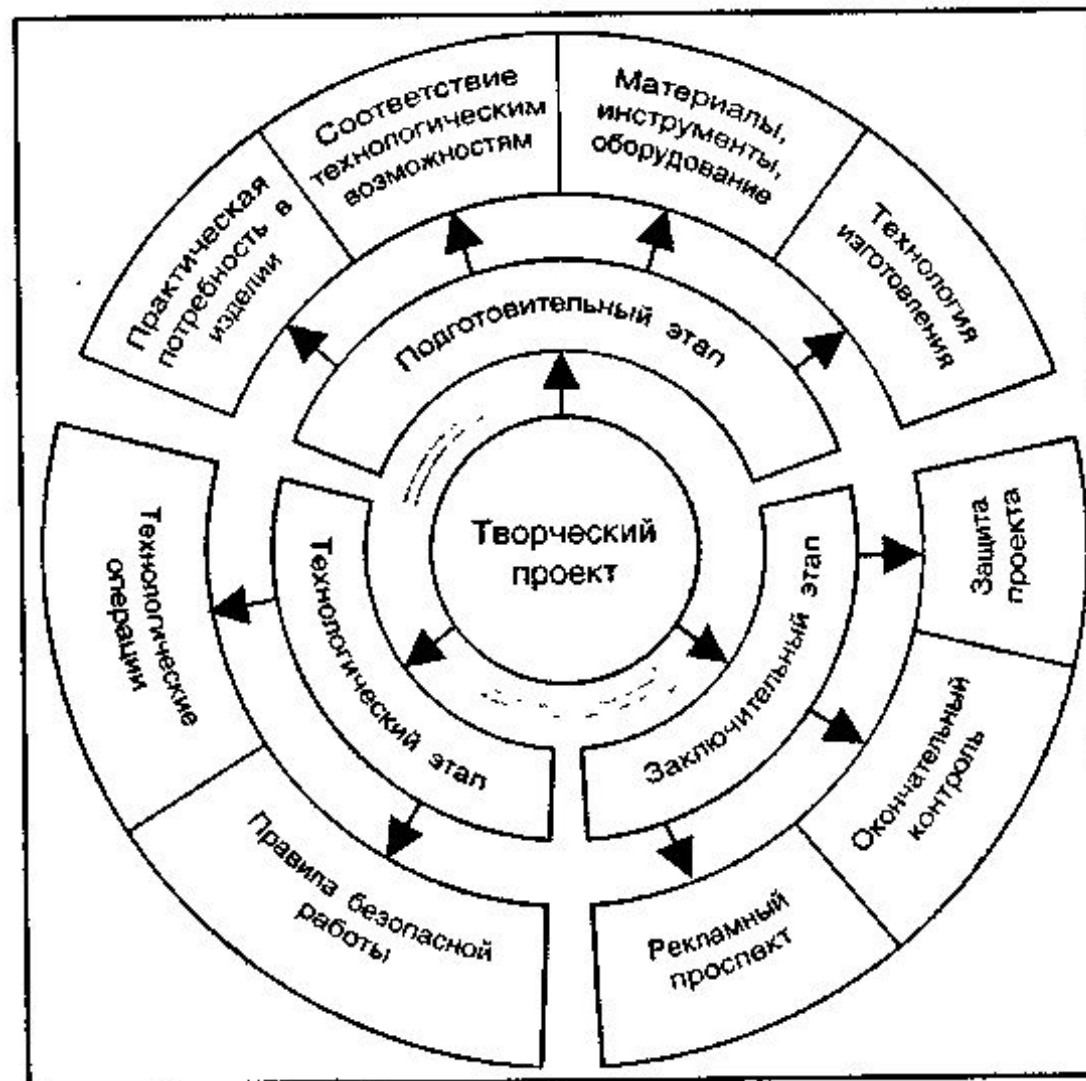 Практическая
потребность в
изделии
Соответствие
технологическим
возможностям
Материалы,
инструменты,
оборудование
Технология
изготовления
Подготовительный этап
Творческий
проект
Технологический этап
Заключительный этап
Технологические
операции
Правила безопасной
работы
Защита
проекта
Окончательный
контроль
Рекламный
проспект